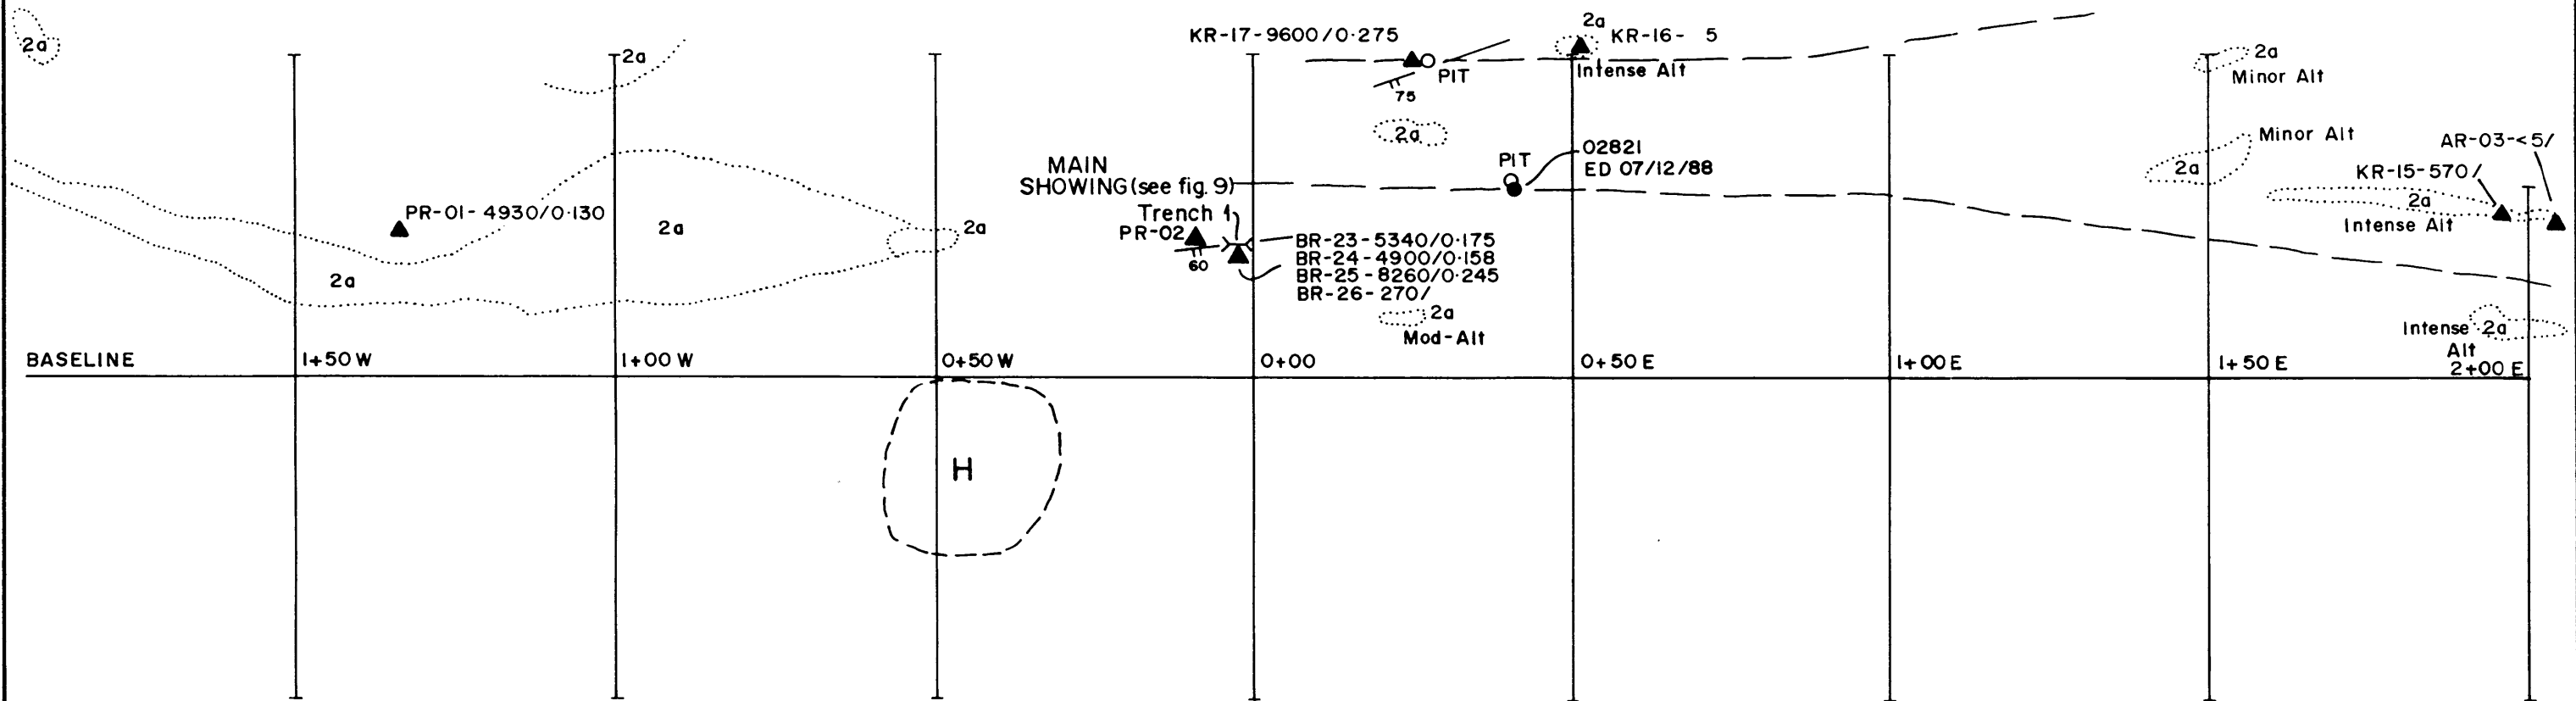 2a
2a
KR-17-9600/0·275
PIT
75
2a
KR-16- 5
Intense Alt
2a
Minor Alt
2a
MAIN
SHOWING (see fig. 9)
PIT
02821
ED 07/12/88
Minor Alt
2a
AR-03-<5/
KR-15-570/
2a
Intense Alt
PR-01-4930/0·130
2a
2a
2a
Trench 1
PR-02
60
BR-23-5340/0·175
BR-24-4900/0·158
BR-25-8260/0·245
BR-26-270/
2a
Mod-Alt
Intense 2a
Alt
BASELINE
1+50 W
1+00 W
0+50 W
0+00
0+50 E
1+00 E
1+50 E
2+00 E
H